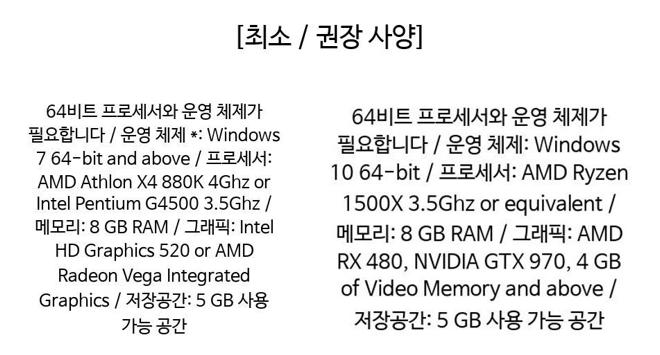 [최소 / 권장 사양]
64비트 프로세서와 운영 체제가
필요합니다 / 운영 체제 *: Windows
7 64-bit and above / 프로세서:
AMD Athlon X4 880K 4Ghz or
Intel Pentium G4500 3.5Ghz /
메모리: 8 GB RAM / 그래픽: Intel
HD Graphics 520 or AMD
Radeon Vega Integrated
Graphics / 저장공간: 5 GB 사용
가능 공간
64비트 프로세서와 운영 체제가
필요합니다 / 운영 체제: Windows
10 64-bit / 프로세서: AMD Ryzen
1500X 3.5Ghz or equivalent /
메모리: 8 GB RAM / 그래픽: AMD
RX 480, NVIDIA GTX 970, 4 GB
of Video Memory and above /
저장공간: 5 GB 사용 가능 공간